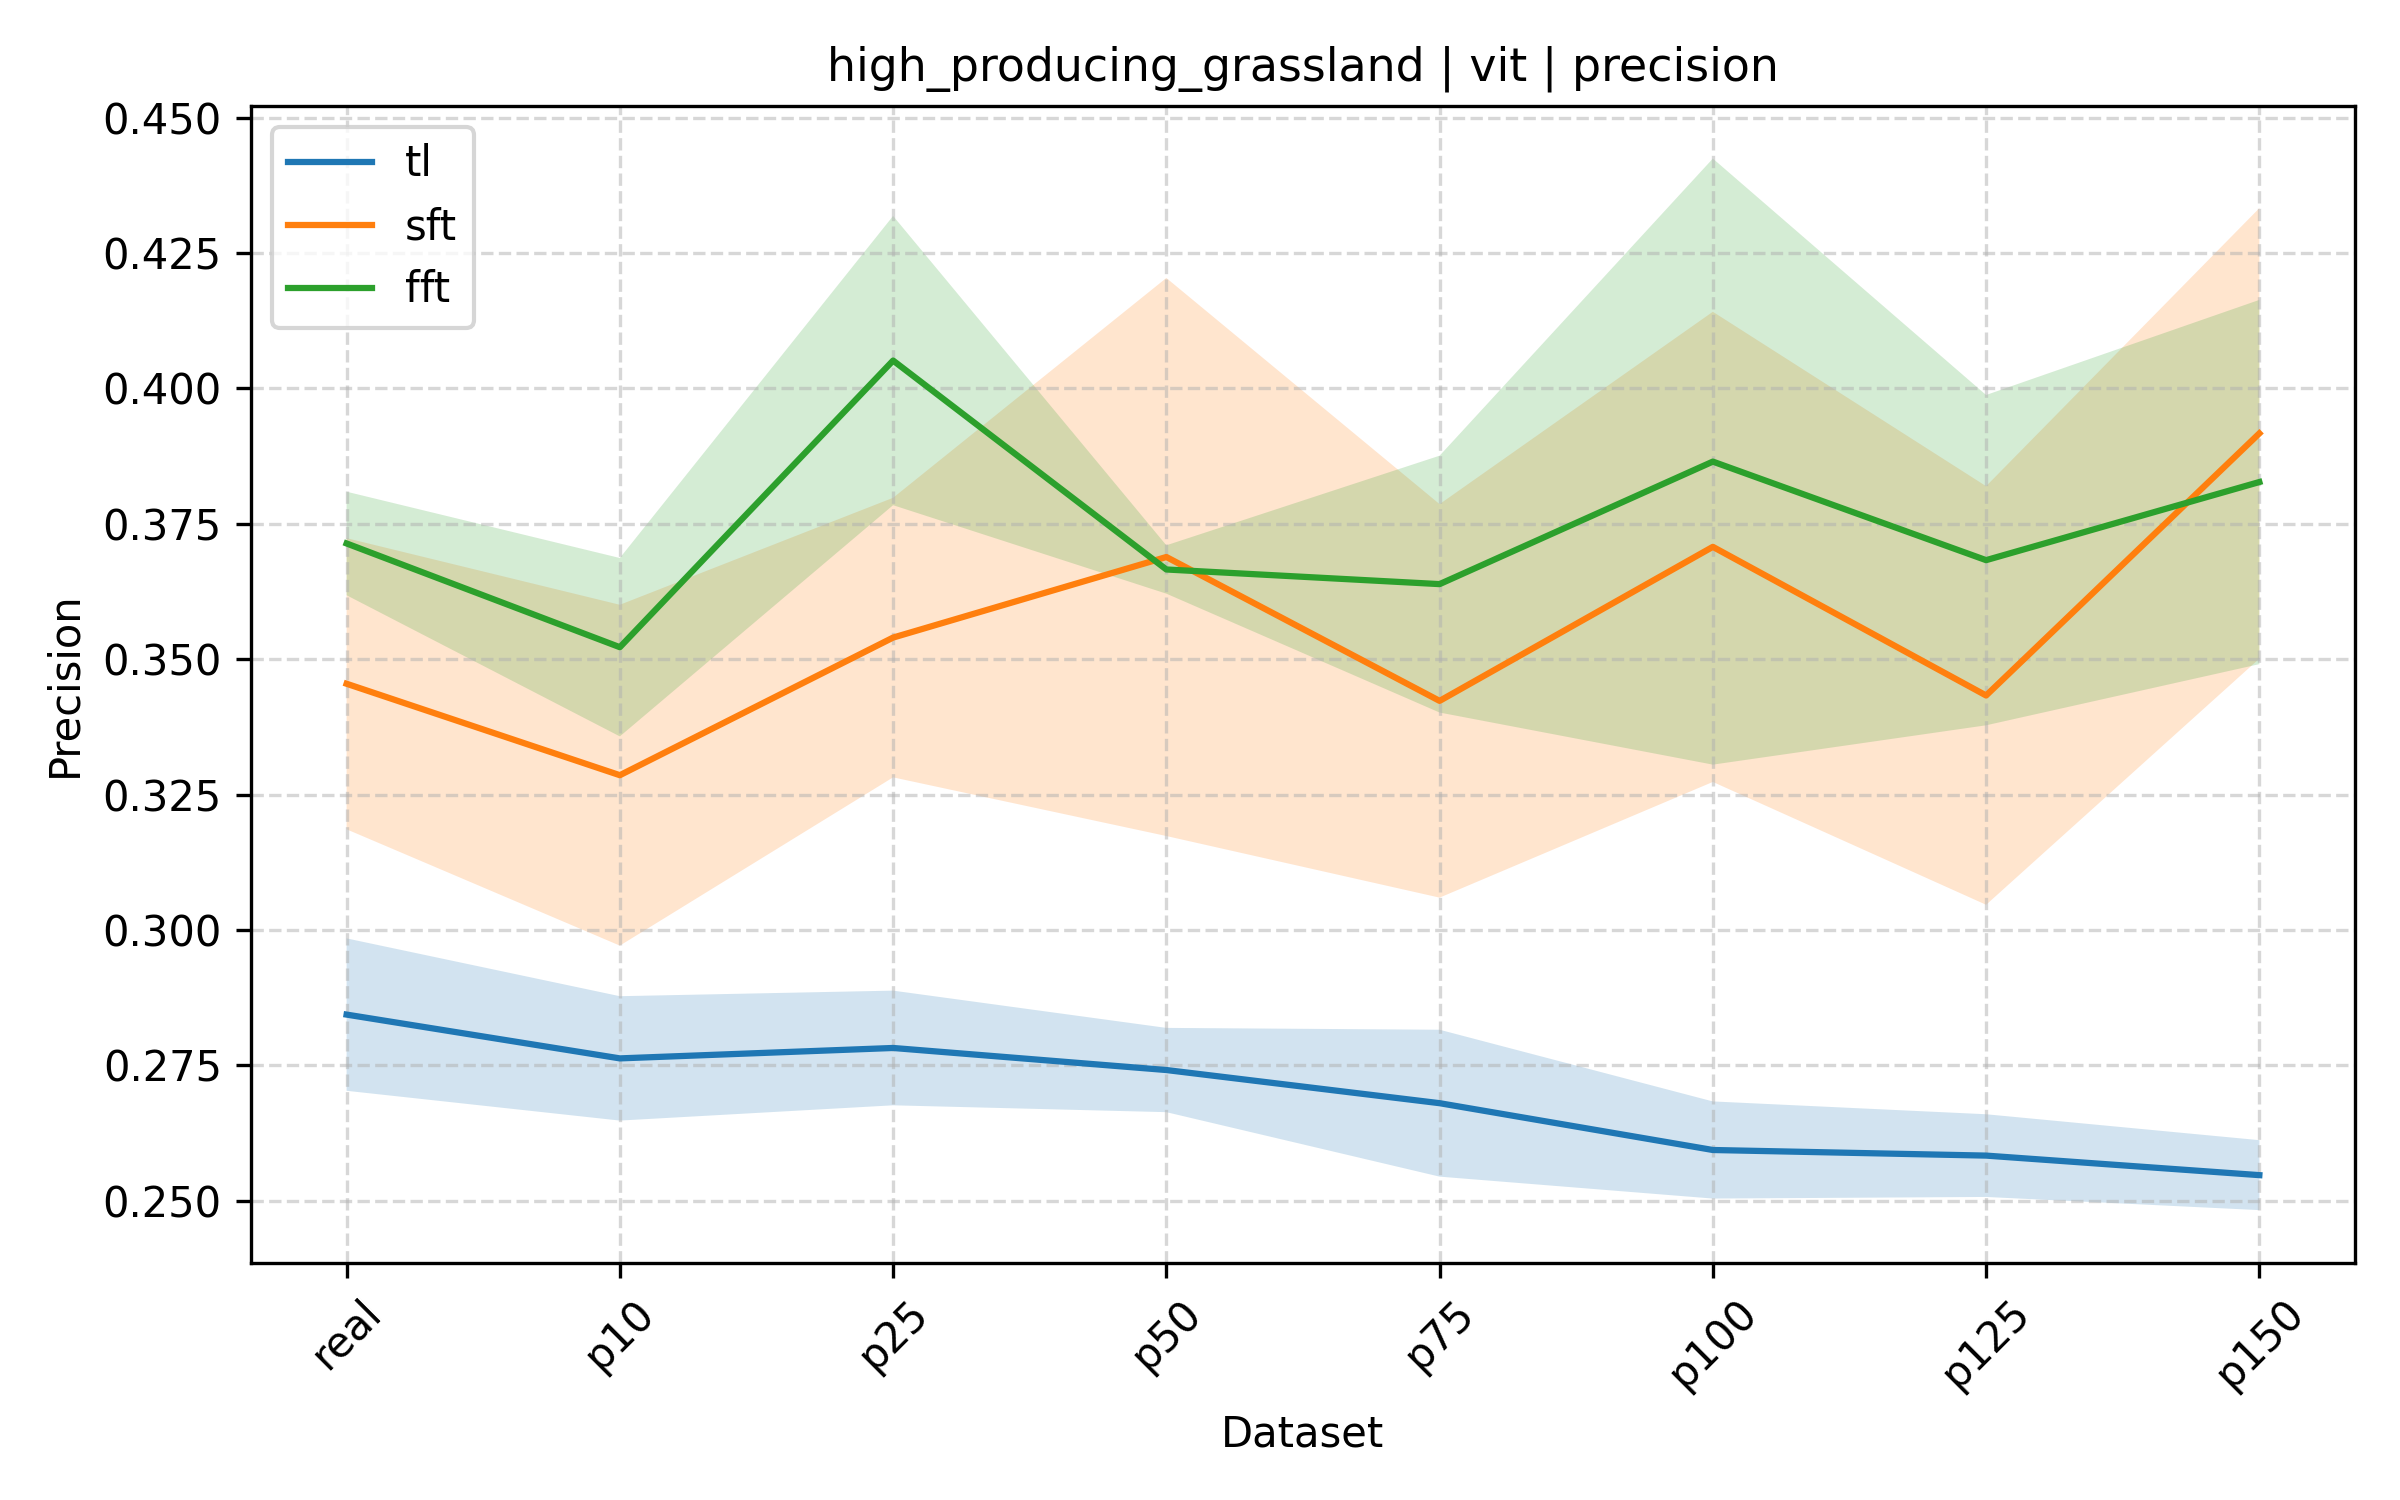 high_producing_grassland | vit | precision
0.450
0.425
0.400
0.375
0.350
0.325
0.300
0.275
0.250
Precision
tl
sft
fft
real
p10
p25
p50
p75
p100
p125
p150
Dataset